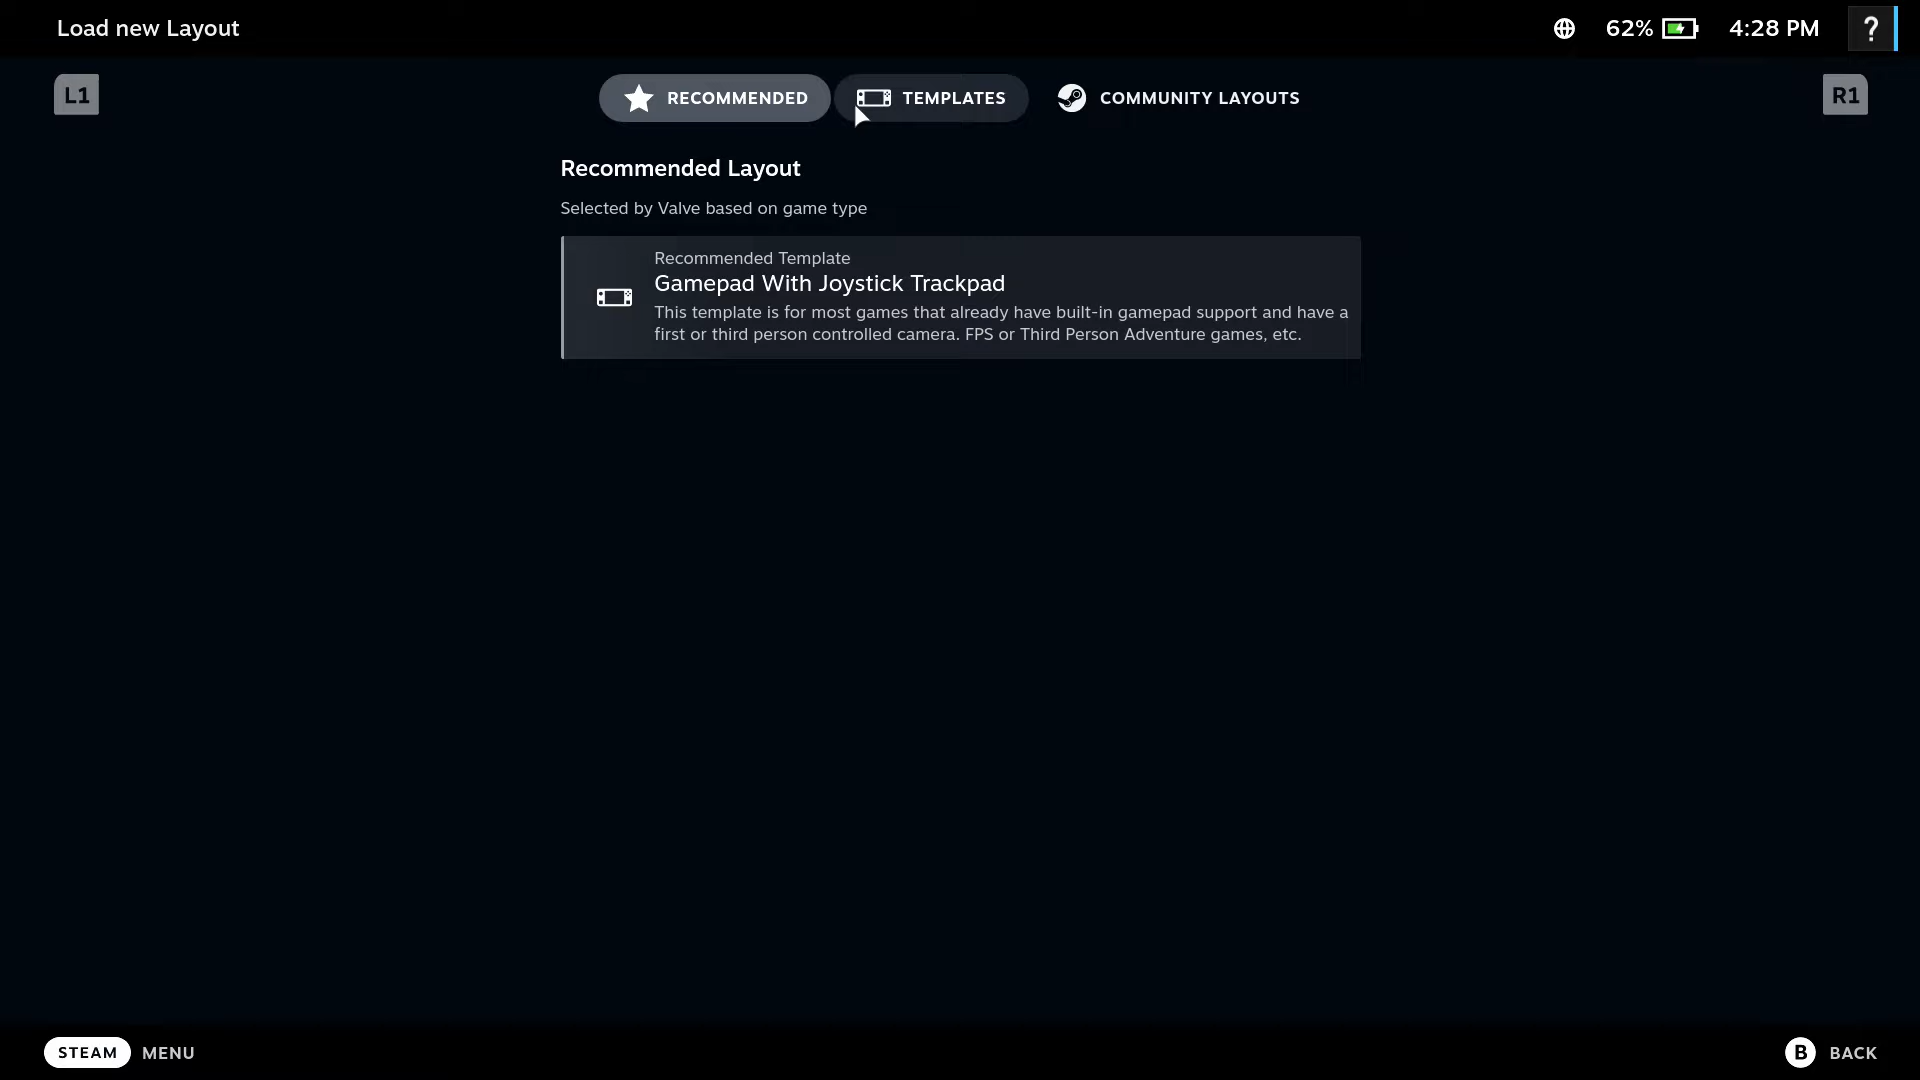 Load new Layout
62%
4:28 PM
?
L1
RECOMMENDED
TEMPLATES
COMMUNITY LAYOUTS
R1
Recommended Layout
Selected by Valve based on game type
Recommended Template
Gamepad With Joystick Trackpad
This template is for most games that already have built-in gamepad support and have a
first or third person controlled camera. FPS or Third Person Adventure games, etc.
STEAM
MENU
B
BACK